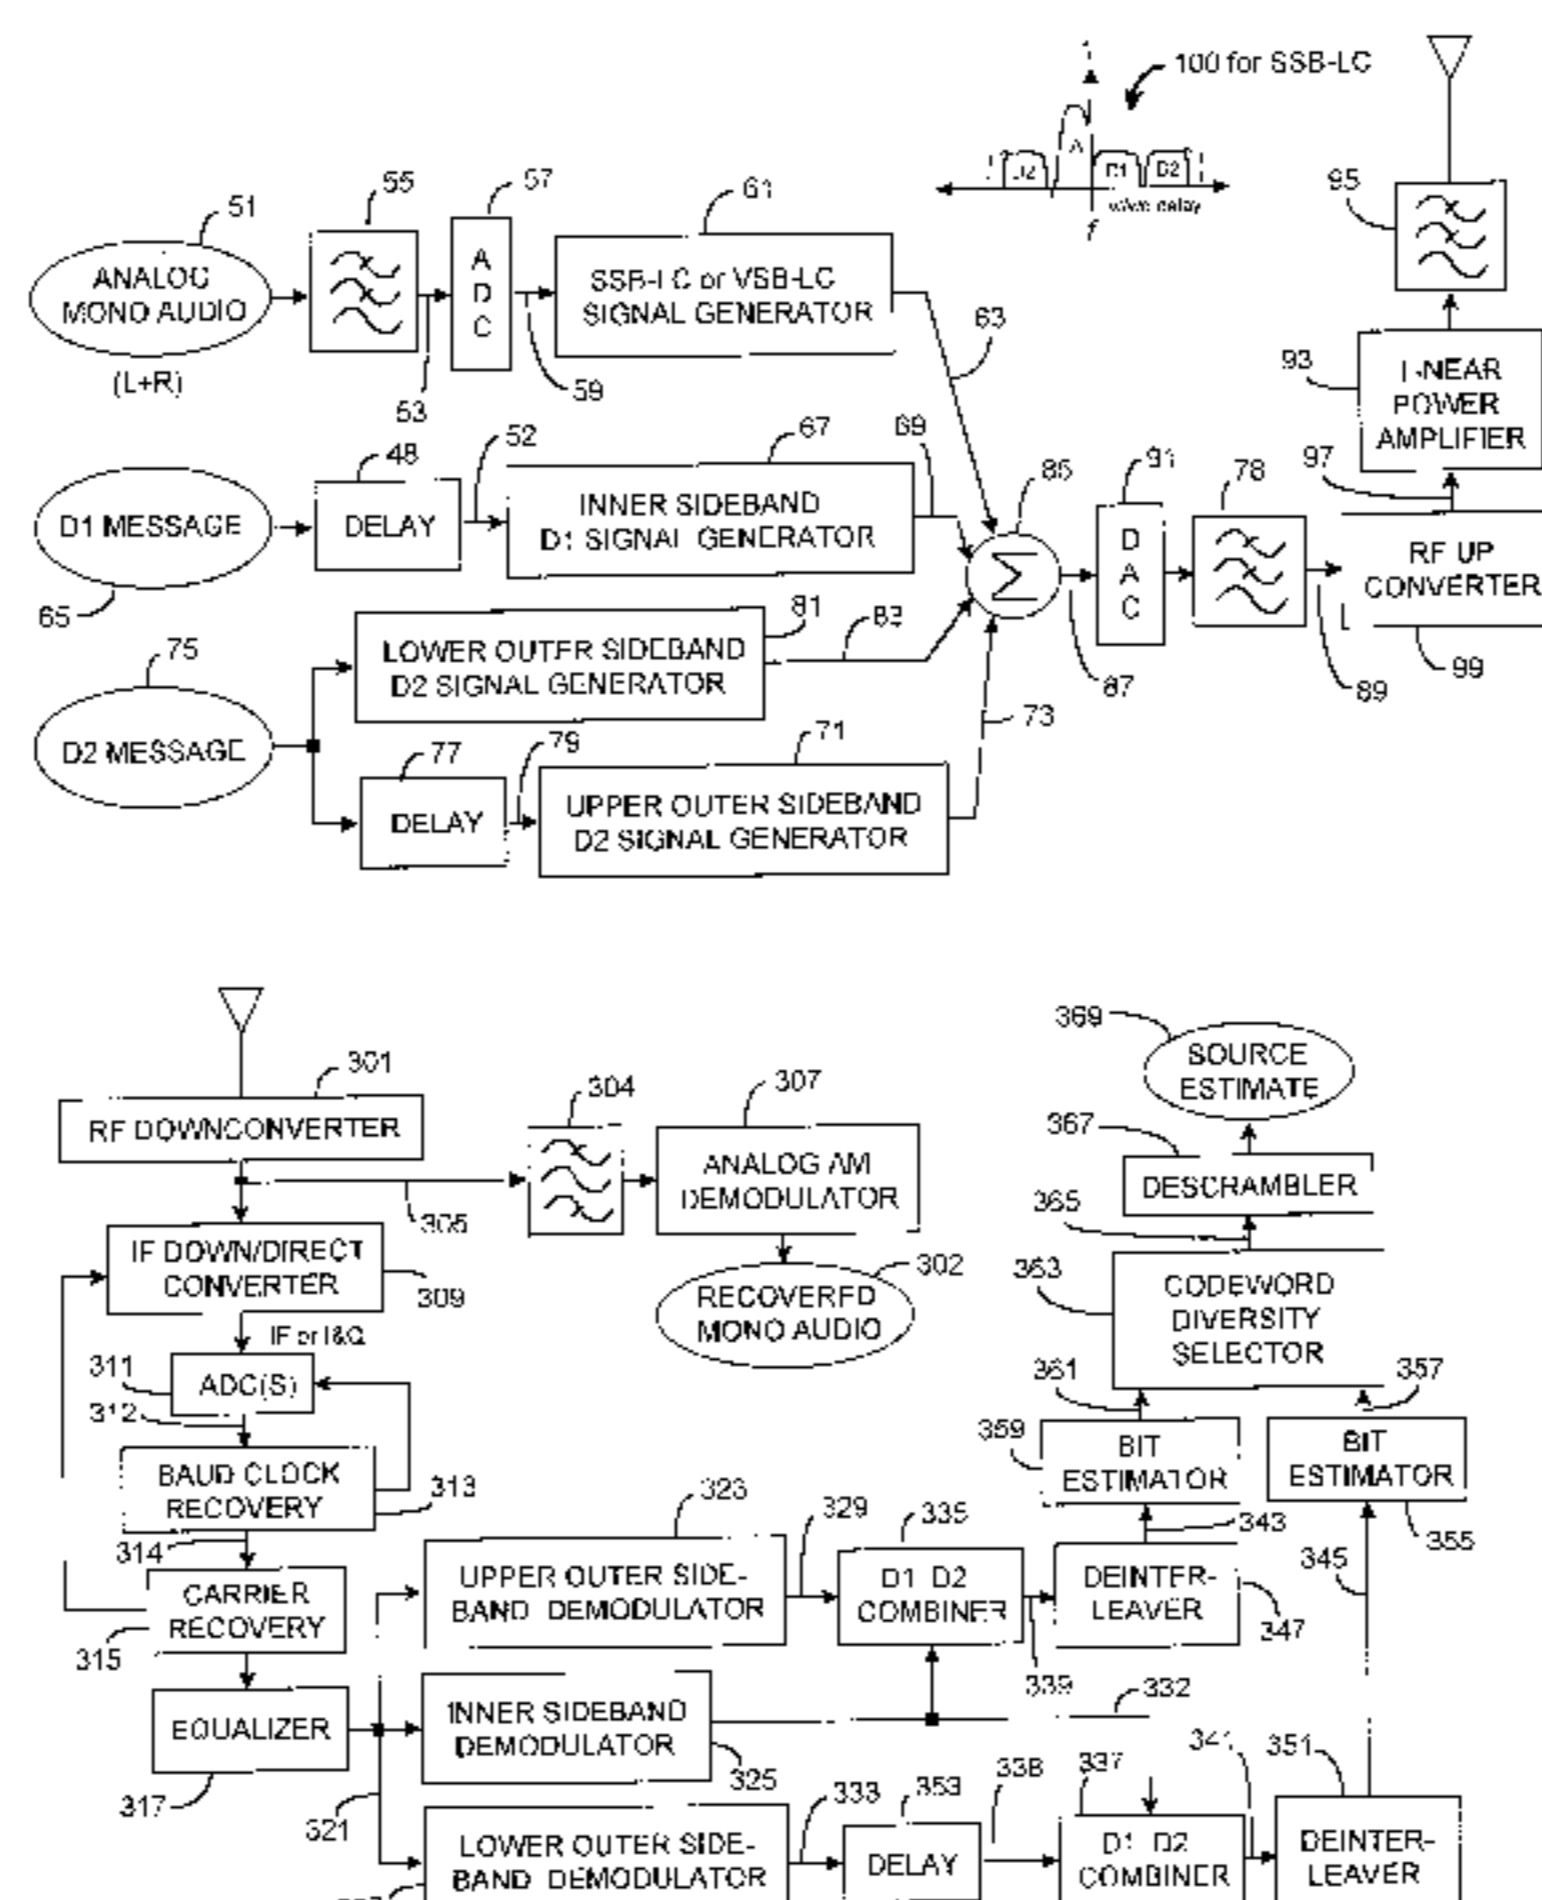 100 for SSB-LC
A
D1
D2
delay
f
51
ANALOG
MONO AUDIO
(L+R)
55
53
57
A
D
C
59
61
SSB-LC or VSB-LC
SIGNAL GENERATOR
63
95
93
LINEAR
POWER
AMPLIFIER
97
D1 MESSAGE
65
48
DELAY
52
67
INNER SIDEBAND
D1 SIGNAL GENERATOR
69
85
Σ
87
91
D
A
C
78
89
RF UP
CONVERTER
99
75
D2 MESSAGE
81
LOWER OUTER SIDEBAND
D2 SIGNAL GENERATOR
83
77
DELAY
79
71
UPPER OUTER SIDEBAND
D2 SIGNAL GENERATOR
73
301
RF DOWNCONVERTER
305
304
307
ANALOG AM
DEMODULATOR
302
RECOVERED
MONO AUDIO
IF DOWN/DIRECT
CONVERTER
309
IF or I&Q
311
ADC(S)
312
BAUD CLOCK
RECOVERY
313
314
CARRIER
RECOVERY
315
EQUALIZER
317
321
369
SOURCE
ESTIMATE
367
DESCRAMBLER
365
363
CODEWORD
DIVERSITY
SELECTOR
361
357
359
BIT
ESTIMATOR
BIT
ESTIMATOR
355
343
345
323
UPPER OUTER SIDE-
BAND DEMODULATOR
329
335
D1 D2
COMBINER
339
DEINTER-
LEAVER
347
INNER SIDEBAND
DEMODULATOR
325
332
LOWER OUTER SIDE-
BAND DEMODULATOR
333
353
DELAY
338
337
D1 D2
COMBINER
341
351
DEINTER-
LEAVER